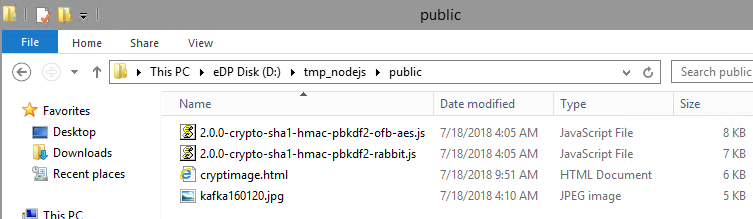 public
File Home Share View
This PC eDP Disk (D:) tmp_nodejs public Search public
Favorites Name Date modified Type Size
Desktop 2.0.0-crypto-sha1-hmac-pbkdf2-ofb-aes.js 7/18/2018 4:05 AM JavaScript File 8 KB
Downloads 2.0.0-crypto-sha1-hmac-pbkdf2-rabbit.js 7/18/2018 4:05 AM JavaScript File 7 KB
Recent places cryptimage.html 7/18/2018 9:51 AM HTML Document 6 KB
kafka160120.jpg 7/18/2018 4:10 AM JPEG image 5 KB
This PC